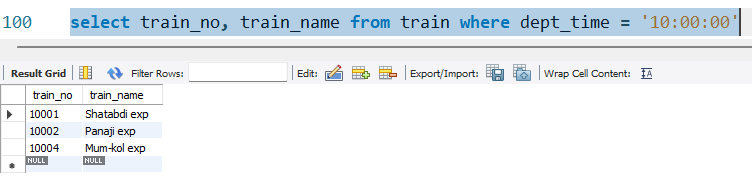 100 select train_no, train_name from train where dept_time = '10:00:00'
Result Grid Filter Rows: Edit: Export/Import: Wrap Cell Content:
train_no train_name
10001 Shatabdi exp
10002 Panaji exp
10004 Mum-kol exp
NULL NULL